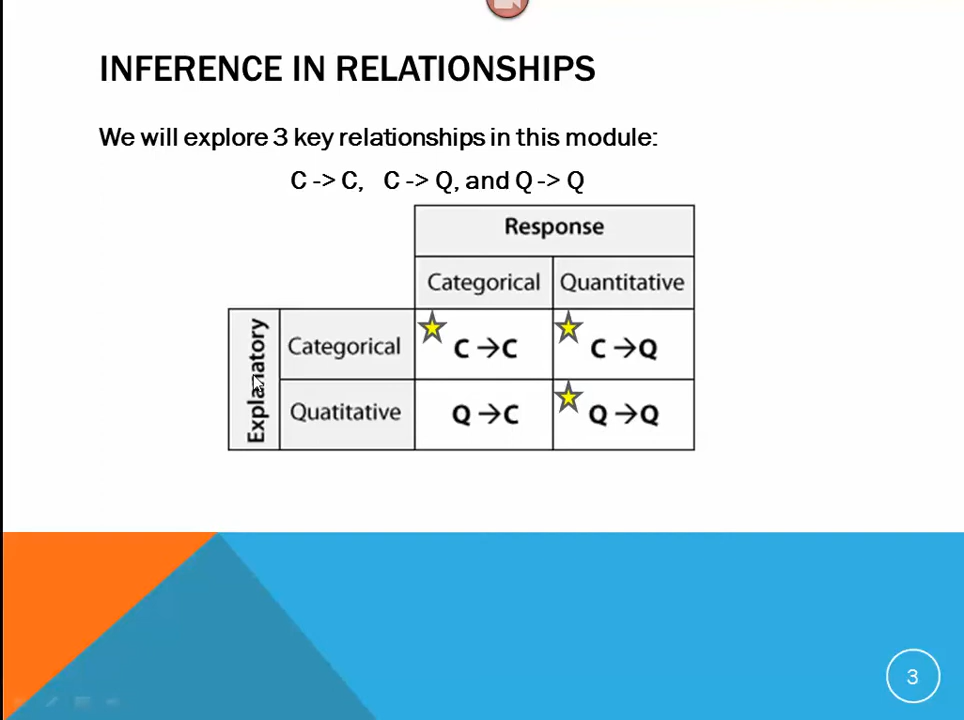 INFERENCE IN RELATIONSHIPS
We will explore 3 key relationships in this module:
C -> C, C -> Q, and Q -> Q
Response
Categorical Quantitative
Explanatory
Categorical C →C C →Q
Quatitative Q →C Q →Q
3